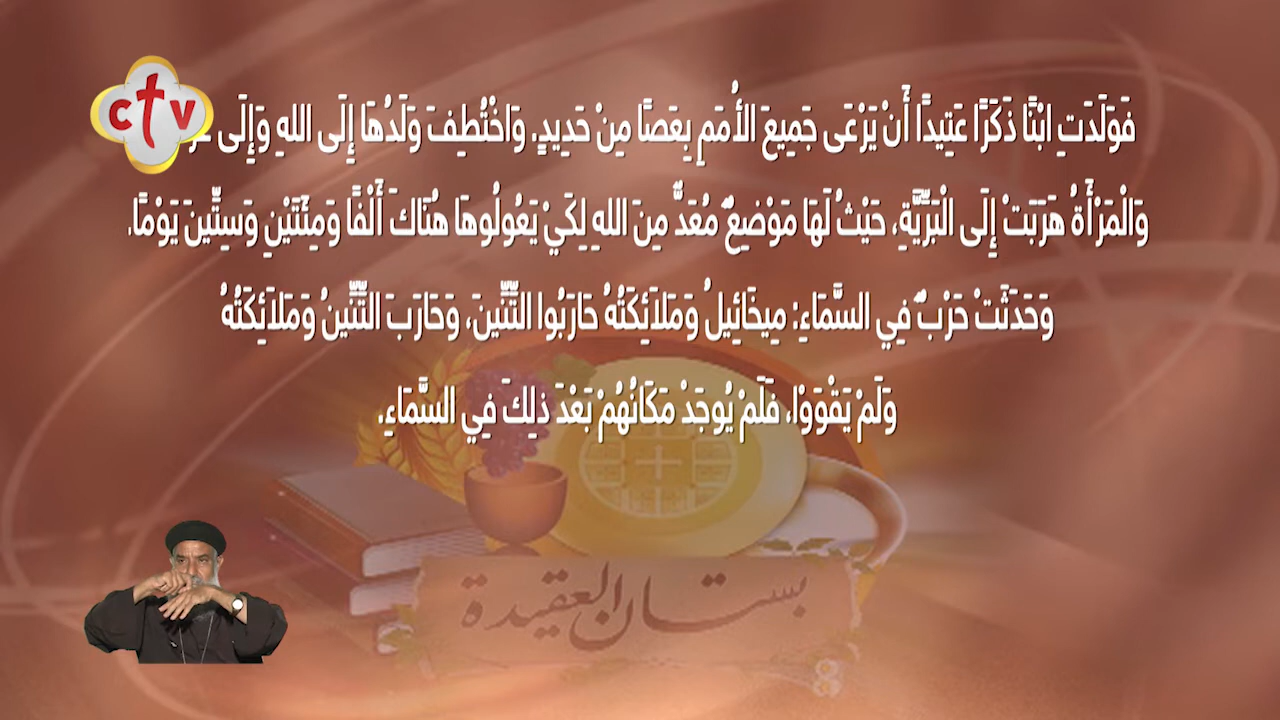 فَوَلَدَتِ ابْنًا ذَكَرًا عَتِيداً أَنْ يَرْعَى جَمِيعَ الأُمَمِ بِعَصًا مِنْ حَدِيدٍ. وَاخْتُطِفَ وَلَدُهَا إِلَى اللهِ وَإِلَى
وَالْمَرْأَةُ هَرَبَتْ إِلَى الْبَرِّيَّةِ، حَيْثُ لَهَا مَوْضِعٌ مُعَدٌّ مِنَ اللهِ لِكَيْ يَعُولُوهَا هُنَاكَ أَلْفًا وَمِئَتَيْنِ وَسِتِّينَ يَوْمًا.
وَحَدَثَتْ حَرْبٌ فِي السَّمَاءِ: مِيخَائِيلُ وَمَلاَئِكَتُهُ حَارَبُوا التِّنِّينَ، وَحَارَبَ التِّنِّينُ وَمَلاَئِكَتُهُ
وَلَمْ يَقْوَوْا، فَلَمْ يُوجَدْ مَكَانُهُمْ بَعْدَ ذلِكَ فِي السَّمَاءِ.
بستان العقيدة
ctv